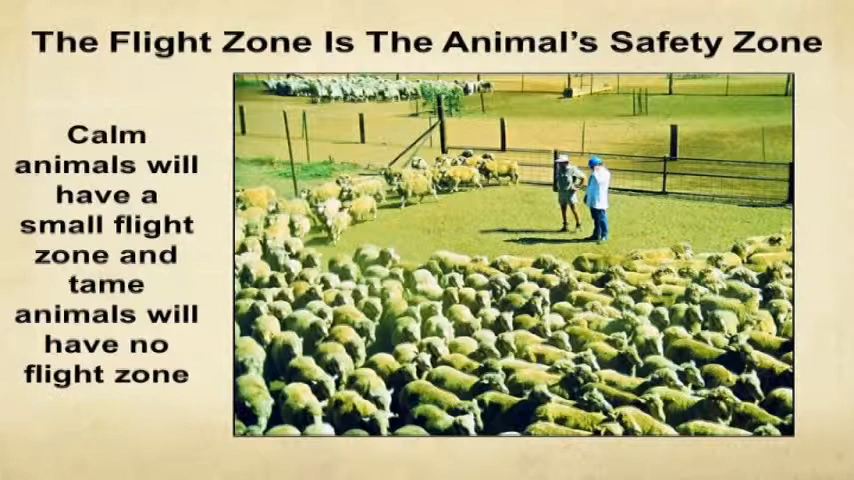 The Flight Zone Is The Animal's Safety Zone
Calm
animals will
have a
small flight
zone and
tame
animals will
have no
flight zone